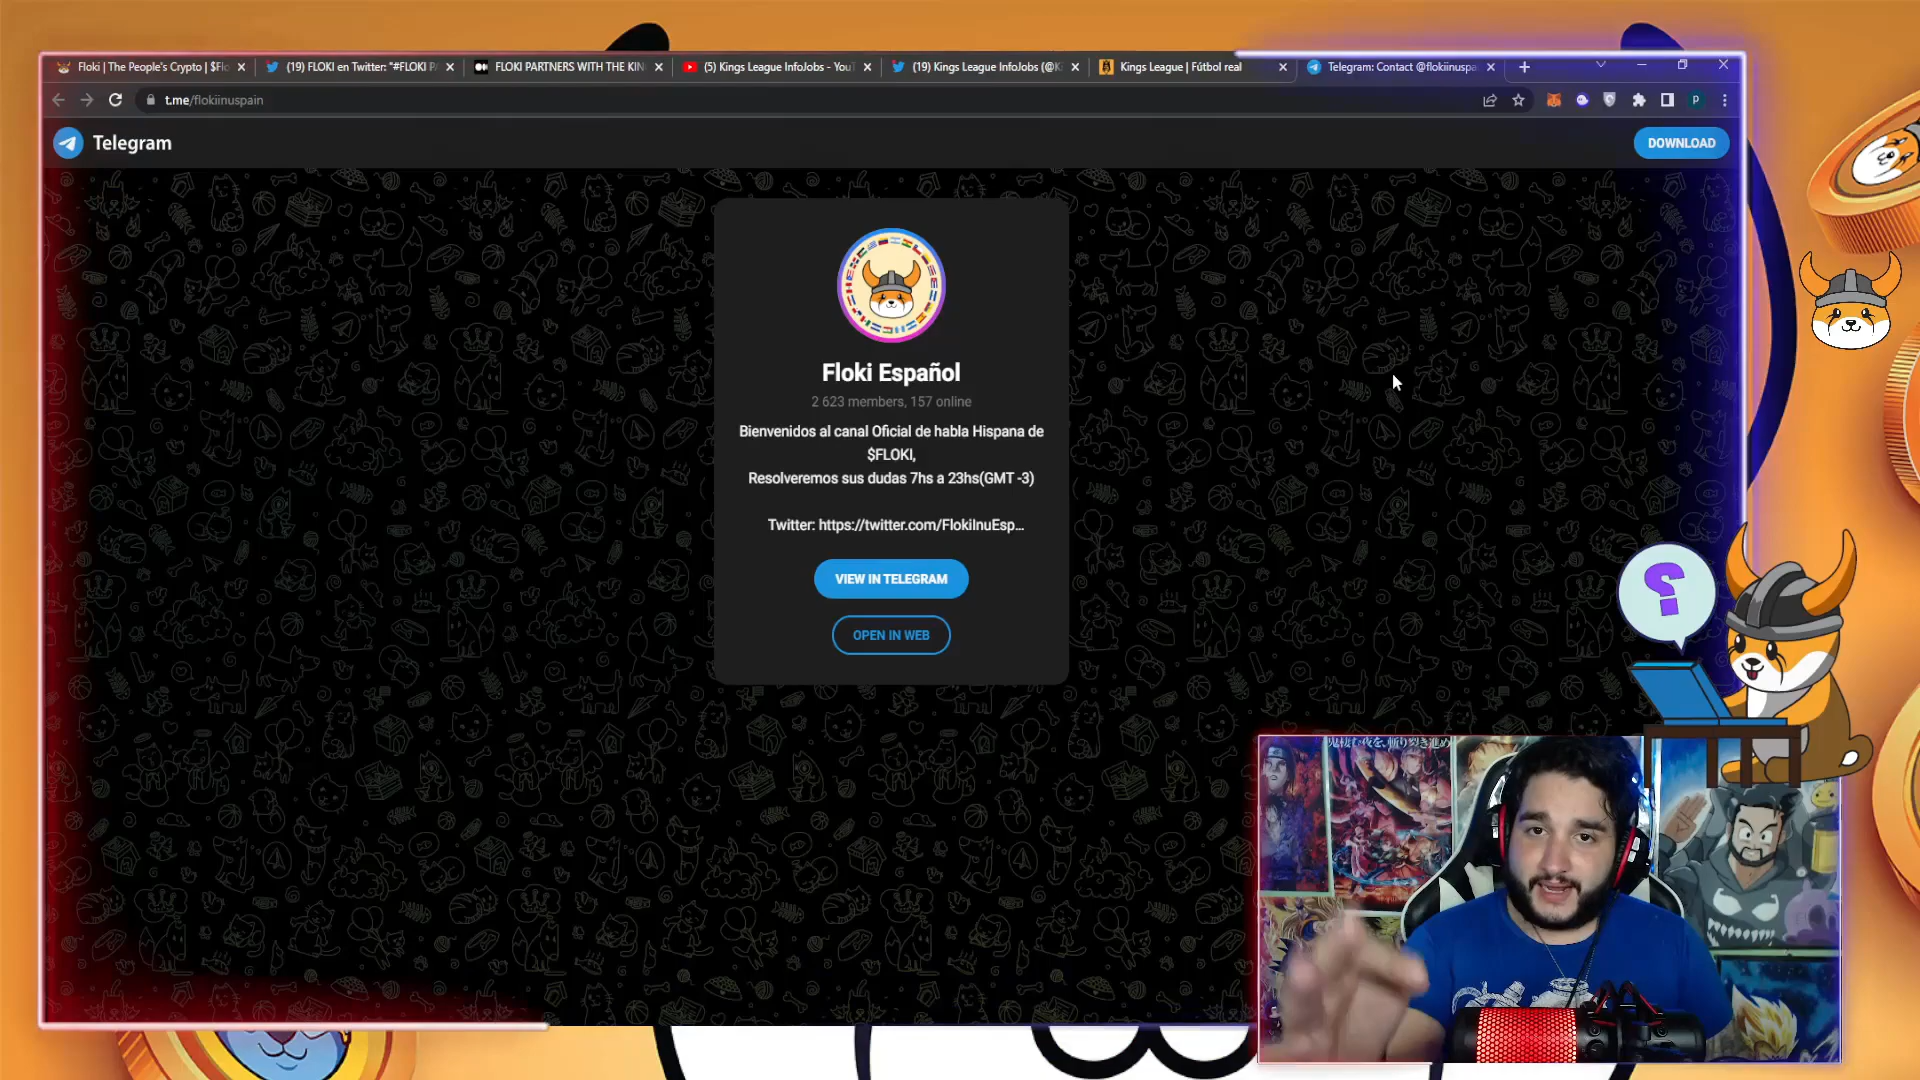 Floki | The People's Crypto | $Flo
(19) FLOKI en Twitter: "#FLOKI P
FLOKI PARTNERS WITH THE KIN
(5) Kings League InfoJobs - YouT
(19) Kings League InfoJobs (@K
Kings League | Fútbol real
Telegram: Contact @flokiinuspa
t.me/flokiinuspain
P
Telegram
DOWNLOAD
Floki Español
2 623 members, 157 online
Bienvenidos al canal Oficial de habla Hispana de
$FLOKI,
Resolveremos sus dudas 7hs a 23hs(GMT -3)
Twitter: https://twitter.com/FlokiInuEsp...
VIEW IN TELEGRAM
OPEN IN WEB
?